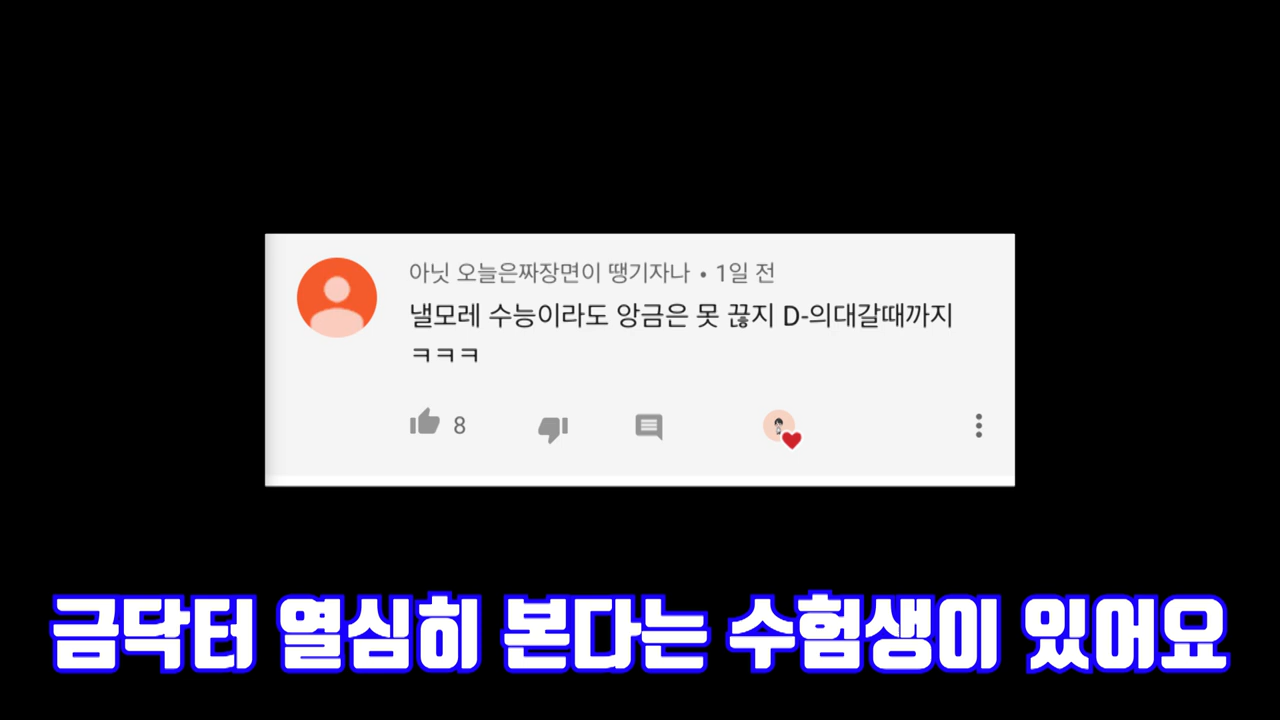 아닛 오늘은짜장면이 땡기자나 • 1일 전
낼모레 수능이라도 앙금은 못 끊지 D-의대갈때까지
ㅋㅋㅋ
8
금닥터 열심히 본다는 수험생이 있어요